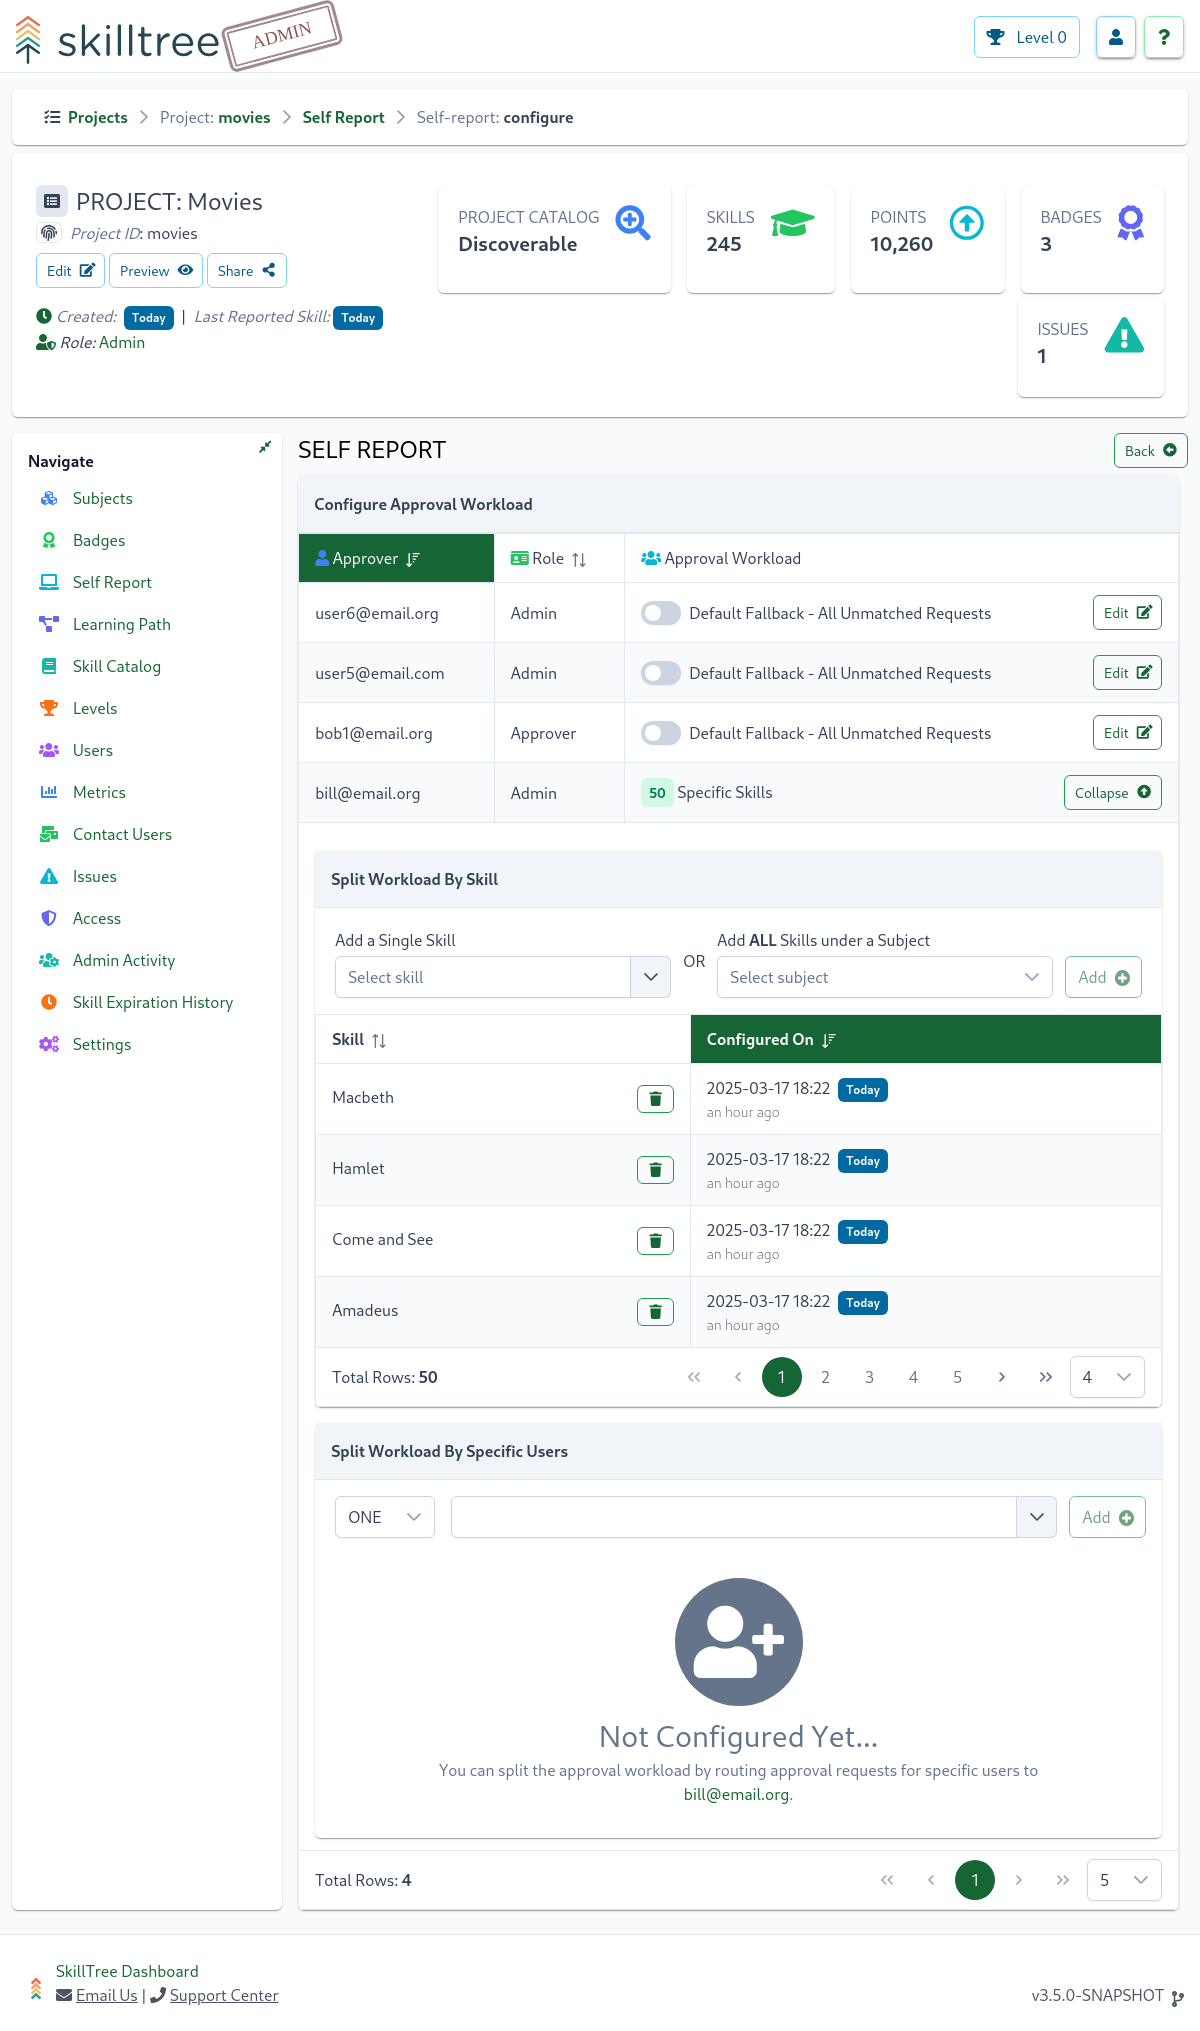 skilltree ADMIN
Level 0
?
Projects > Project: movies > Self Report > Self-report: configure
PROJECT: Movies
Project ID: movies
Edit Preview Share
Created: Today | Last Reported Skill: Today
Role: Admin
PROJECT CATALOG
Discoverable
SKILLS
245
POINTS
10,260
BADGES
3
ISSUES
1
Navigate
Subjects
Badges
Self Report
Learning Path
Skill Catalog
Levels
Users
Metrics
Contact Users
Issues
Access
Admin Activity
Skill Expiration History
Settings
SELF REPORT
Back
Configure Approval Workload
Approver Role Approval Workload
user6@email.org Admin Default Fallback - All Unmatched Requests Edit
user5@email.com Admin Default Fallback - All Unmatched Requests Edit
bob1@email.org Approver Default Fallback - All Unmatched Requests Edit
bill@email.org Admin 50 Specific Skills Collapse
Split Workload By Skill
Add a Single Skill
Select skill
OR
Add ALL Skills under a Subject
Select subject
Add
Skill Configured On
Macbeth 2025-03-17 18:22 Today
an hour ago
Hamlet 2025-03-17 18:22 Today
an hour ago
Come and See 2025-03-17 18:22 Today
an hour ago
Amadeus 2025-03-17 18:22 Today
an hour ago
Total Rows: 50 « ‹ 1 2 3 4 5 › » 4
Split Workload By Specific Users
ONE Add
Not Configured Yet...
You can split the approval workload by routing approval requests for specific users to
bill@email.org.
Total Rows: 4 « ‹ 1 › » 5
SkillTree Dashboard
Email Us | Support Center
v3.5.0-SNAPSHOT